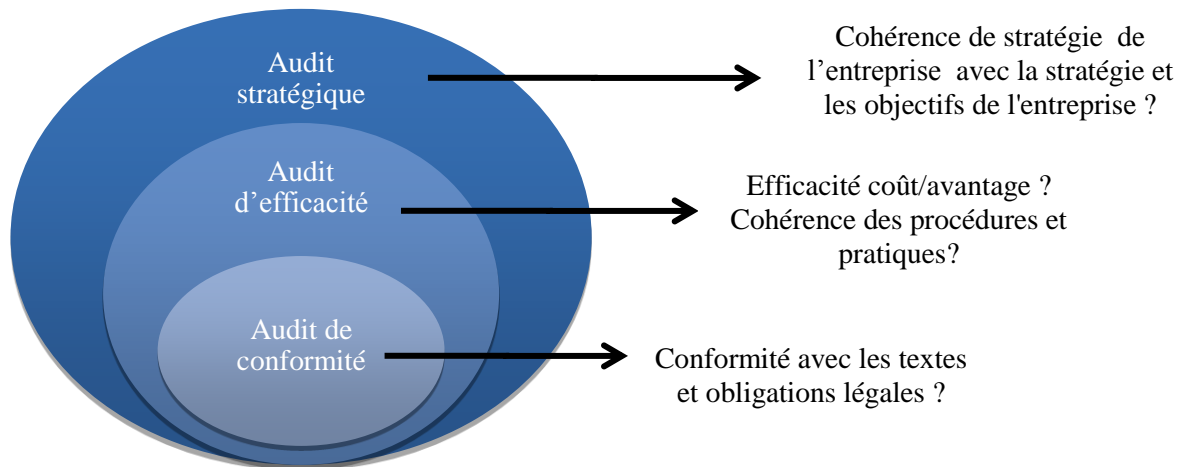 Audit
stratégique
Cohérence de stratégie de
l’entreprise avec la stratégie et
les objectifs de l'entreprise ?
Audit
d’efficacité
Efficacité coût/avantage ?
Cohérence des procédures et
pratiques?
Audit de
conformité
Conformité avec les textes
et obligations légales ?